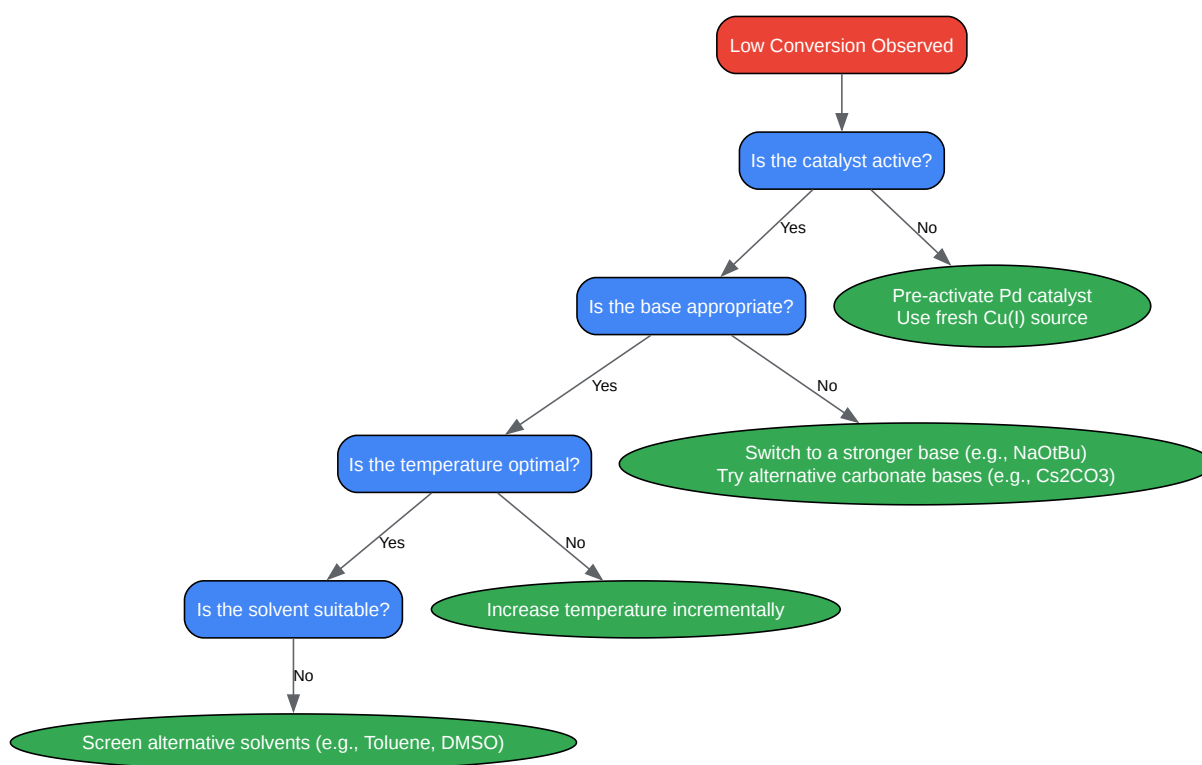 Low Conversion Observed
Is the catalyst active?
Yes
No
Is the base appropriate?
Pre-activate Pd catalyst
Use fresh Cu(I) source
Yes
No
Is the temperature optimal?
Switch to a stronger base (e.g., NaOtBu)
Try alternative carbonate bases (e.g., Cs2CO3)
Yes
No
Is the solvent suitable?
Increase temperature incrementally
No
Screen alternative solvents (e.g., Toluene, DMSO)